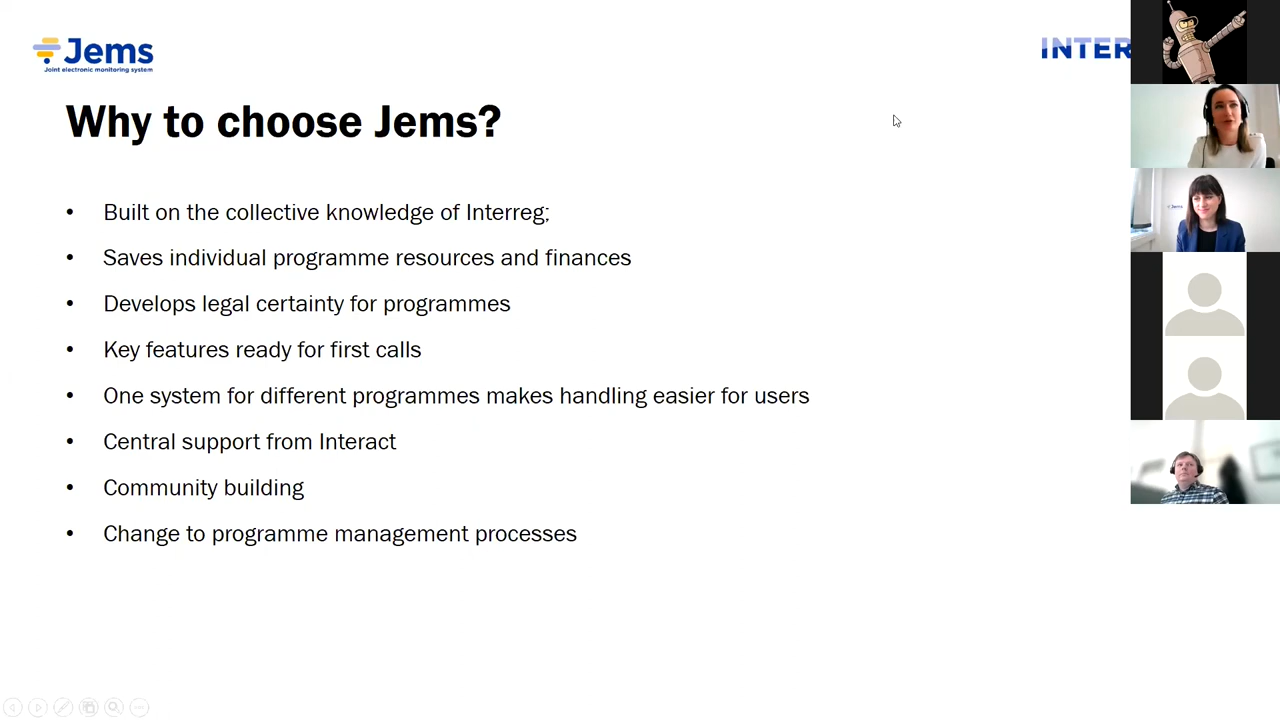 Jems
Joint electronic monitoring system
INTER
Why to choose Jems?
• Built on the collective knowledge of Interreg;
• Saves individual programme resources and finances
• Develops legal certainty for programmes
• Key features ready for first calls
• One system for different programmes makes handling easier for users
• Central support from Interact
• Community building
• Change to programme management processes
Jems